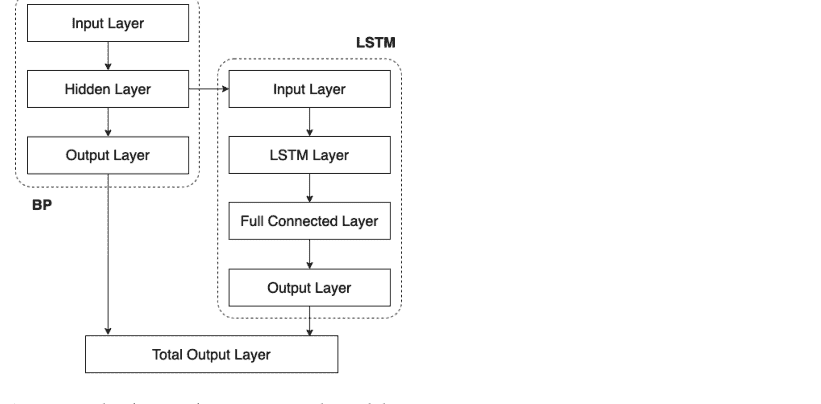 Input Layer
Hidden Layer
Output Layer
BP
LSTM
Input Layer
LSTM Layer
Full Connected Layer
Output Layer
Total Output Layer